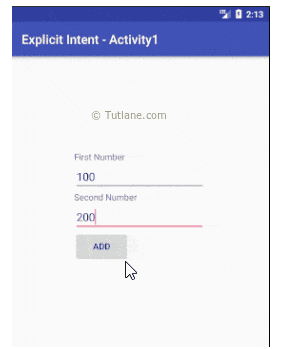 2:13
Explicit Intent - Activity1
© Tutlane.com
First Number
100
Second Number
200
ADD